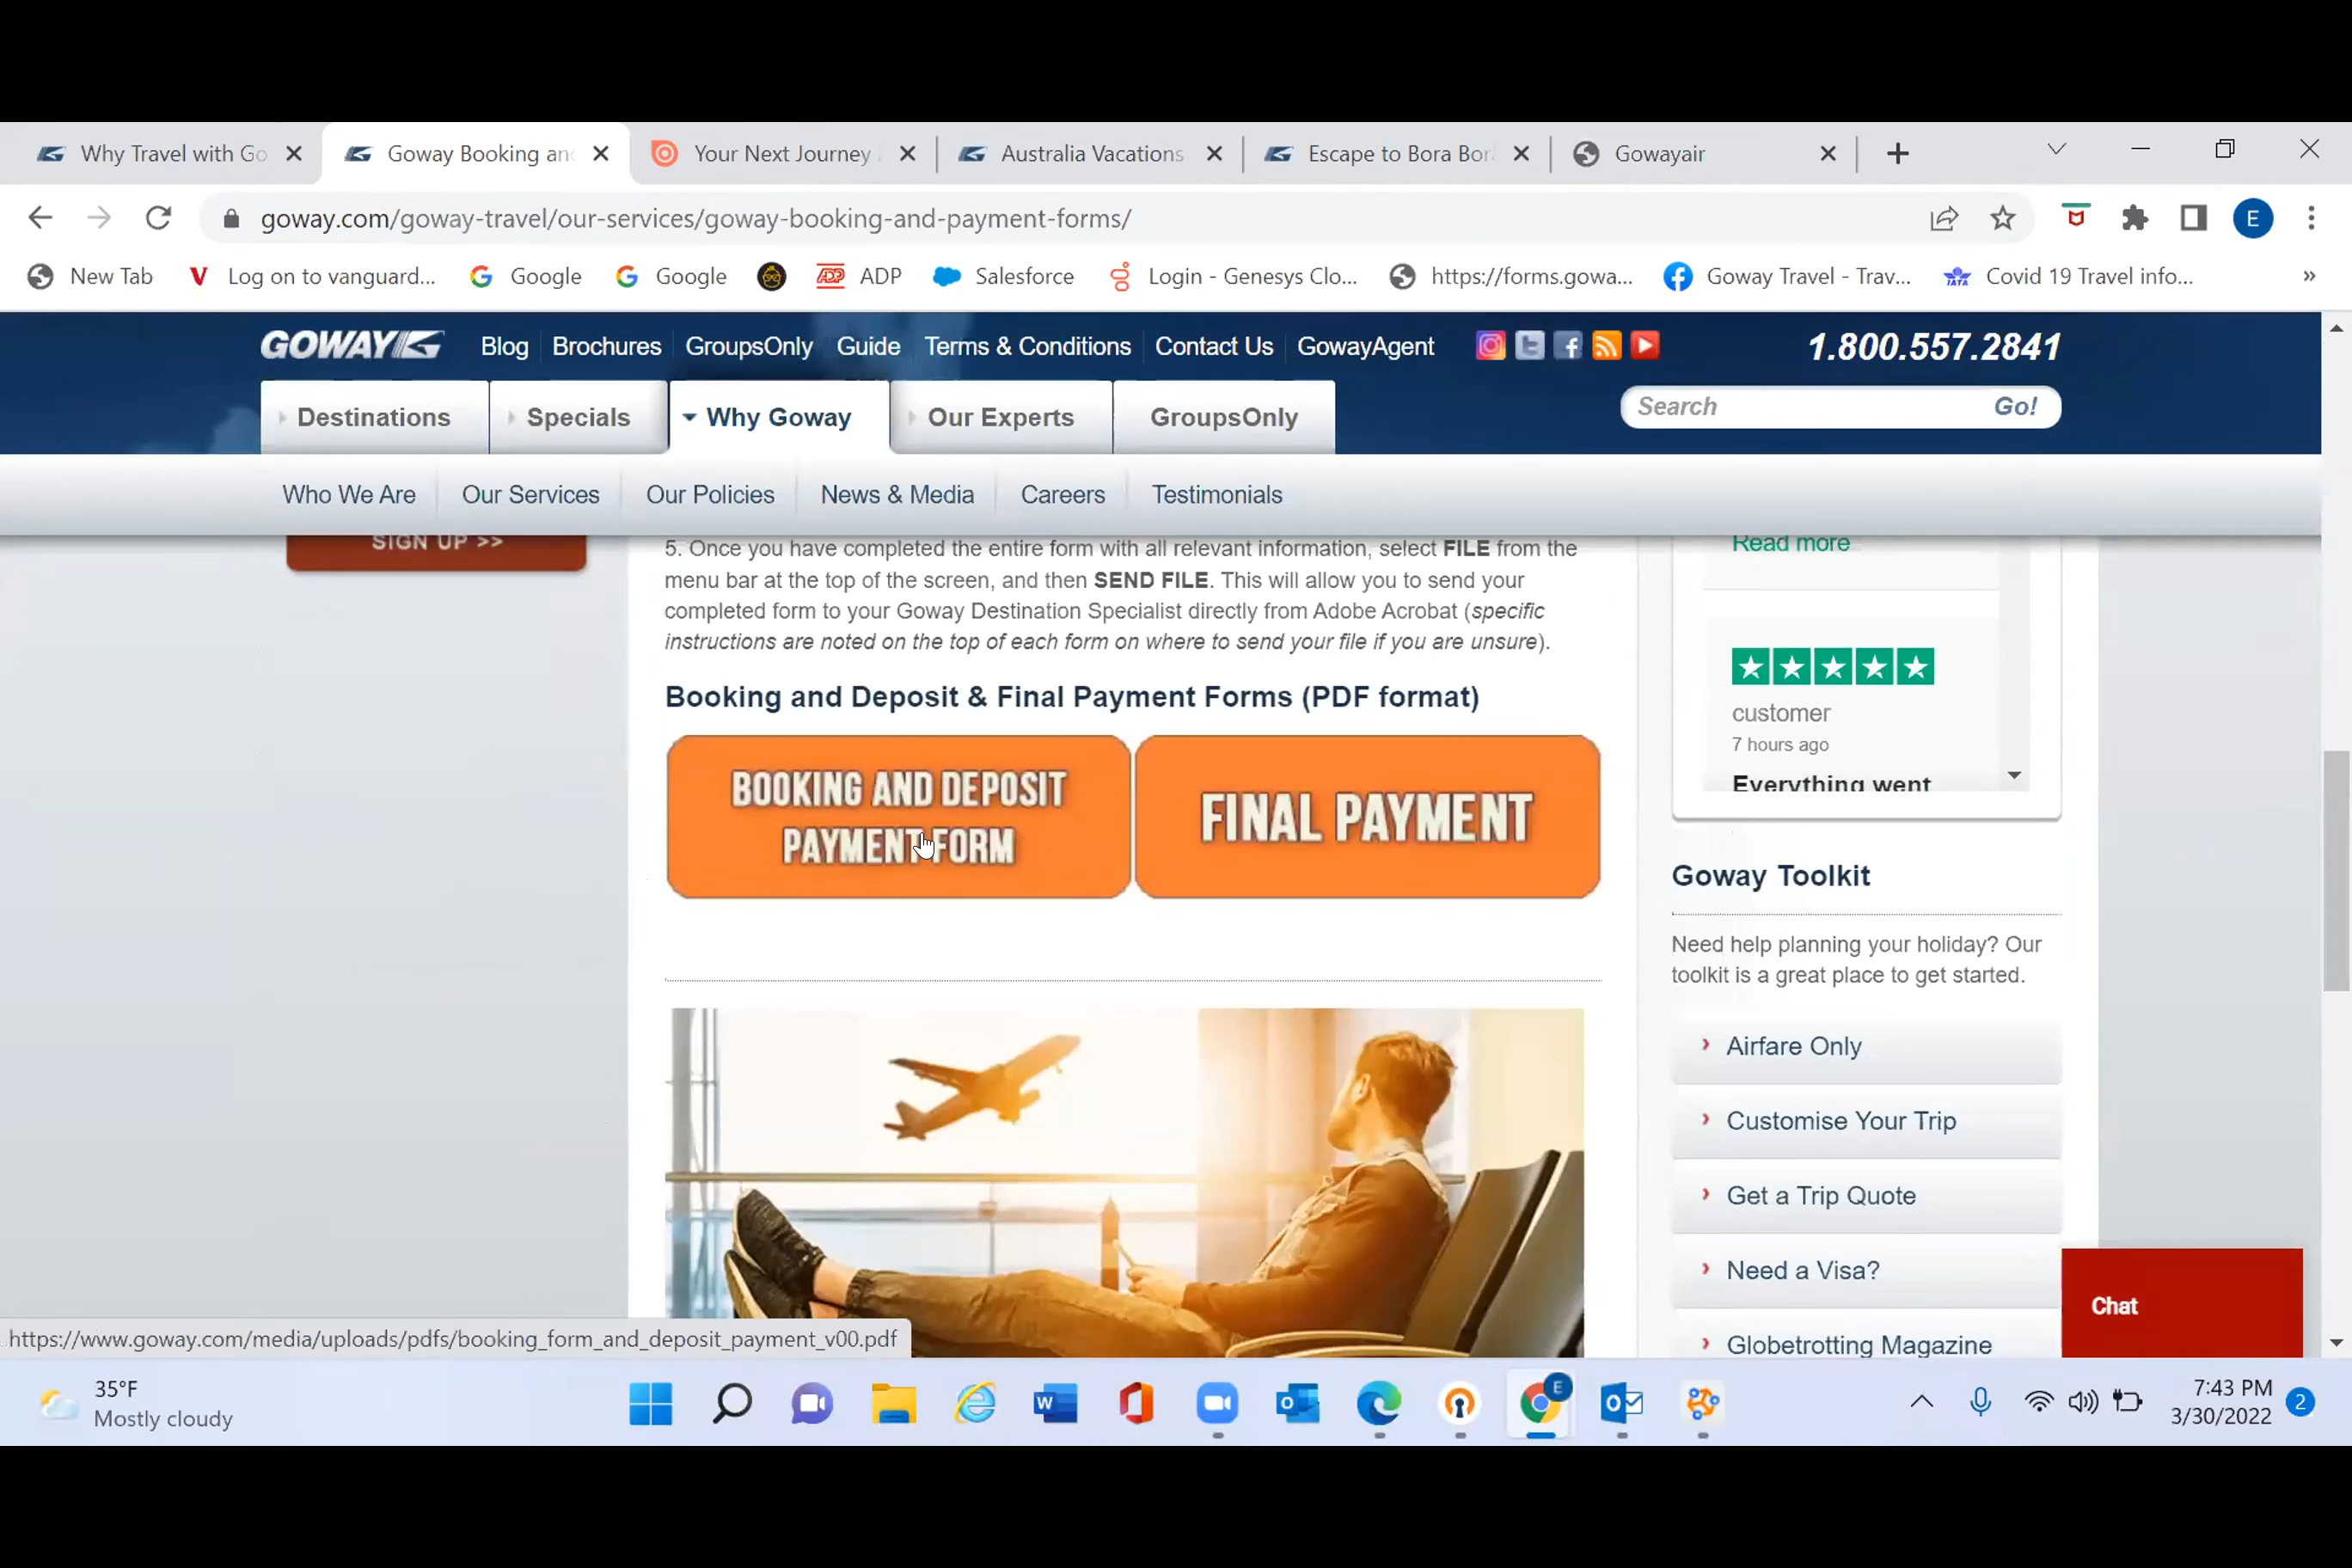 Why Travel with Go
Goway Booking and
Your Next Journey
Australia Vacations
Escape to Bora Bor
Gowayair
goway.com/goway-travel/our-services/goway-booking-and-payment-forms/
E
New Tab
Log on to vanguard...
Google
Google
ADP
Salesforce
Login - Genesys Clo...
https://forms.gowa...
Goway Travel - Trav...
Covid 19 Travel info...
»
GOWAY
Blog
Brochures
GroupsOnly
Guide
Terms & Conditions
Contact Us
GowayAgent
1.800.557.2841
Destinations
Specials
Why Goway
Our Experts
GroupsOnly
Search
Go!
Who We Are
Our Services
Our Policies
News & Media
Careers
Testimonials
SIGN UP >>
5. Once you have completed the entire form with all relevant information, select FILE from the
menu bar at the top of the screen, and then SEND FILE. This will allow you to send your
completed form to your Goway Destination Specialist directly from Adobe Acrobat (specific
instructions are noted on the top of each form on where to send your file if you are unsure).
Booking and Deposit & Final Payment Forms (PDF format)
BOOKING AND DEPOSIT
PAYMENT FORM
FINAL PAYMENT
Read more
customer
7 hours ago
Everything went
Goway Toolkit
Need help planning your holiday? Our
toolkit is a great place to get started.
Airfare Only
Customise Your Trip
Get a Trip Quote
Need a Visa?
Globetrotting Magazine
Chat
https://www.goway.com/media/uploads/pdfs/booking_form_and_deposit_payment_v00.pdf
35°F
Mostly cloudy
7:43 PM
3/30/2022
2